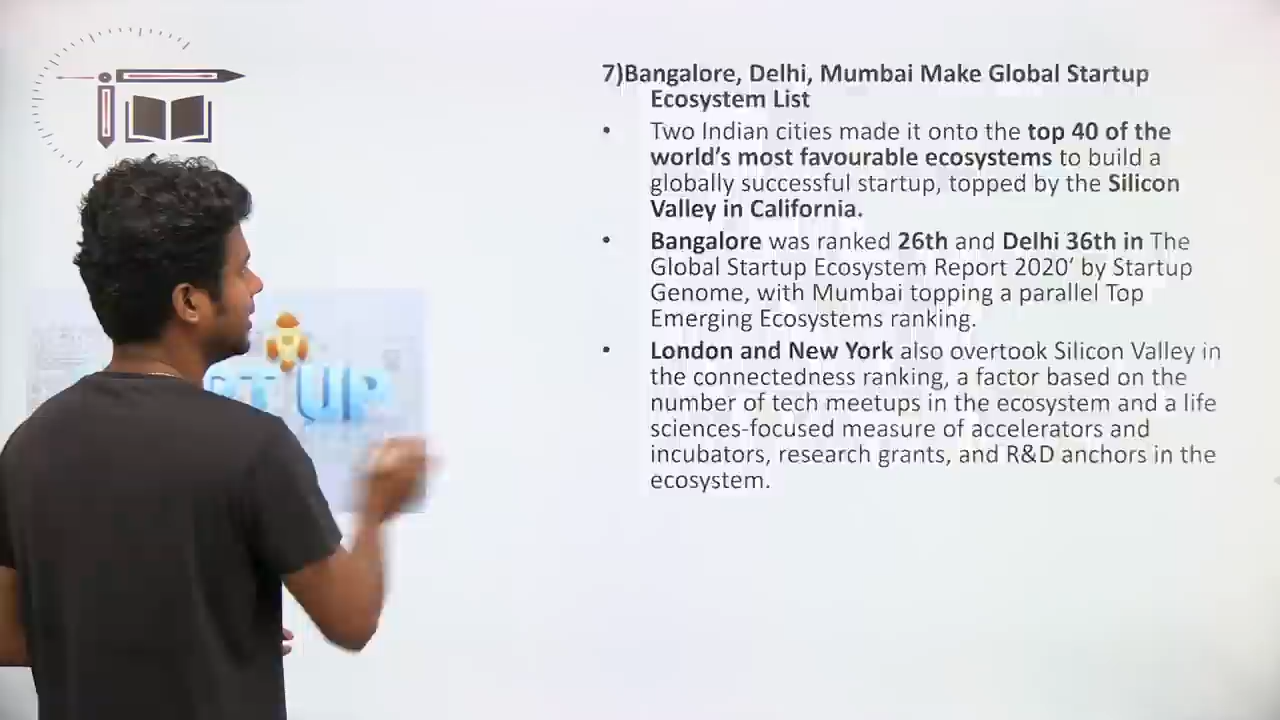 7)Bangalore, Delhi, Mumbai Make Global Startup
Ecosystem List
• Two Indian cities made it onto the top 40 of the
world’s most favourable ecosystems to build a
globally successful startup, topped by the Silicon
Valley in California.
• Bangalore was ranked 26th and Delhi 36th in The
Global Startup Ecosystem Report 2020‘ by Startup
Genome, with Mumbai topping a parallel Top
Emerging Ecosystems ranking.
• London and New York also overtook Silicon Valley in
the connectedness ranking, a factor based on the
number of tech meetups in the ecosystem and a life
sciences-focused measure of accelerators and
incubators, research grants, and R&D anchors in the
ecosystem.
UP